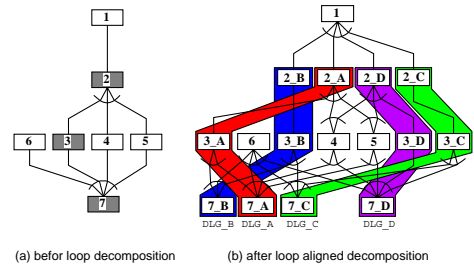 1
1
2
2_B 2_A 2_D 2_C
6 3 4 5
3_A 6 3_B 4 5 3_D 3_C
7
7_B 7_A 7_C 7_D
DLG_B DLG_A DLG_C DLG_D
(a) befor loop decomposition
(b) after loop aligned decomposition